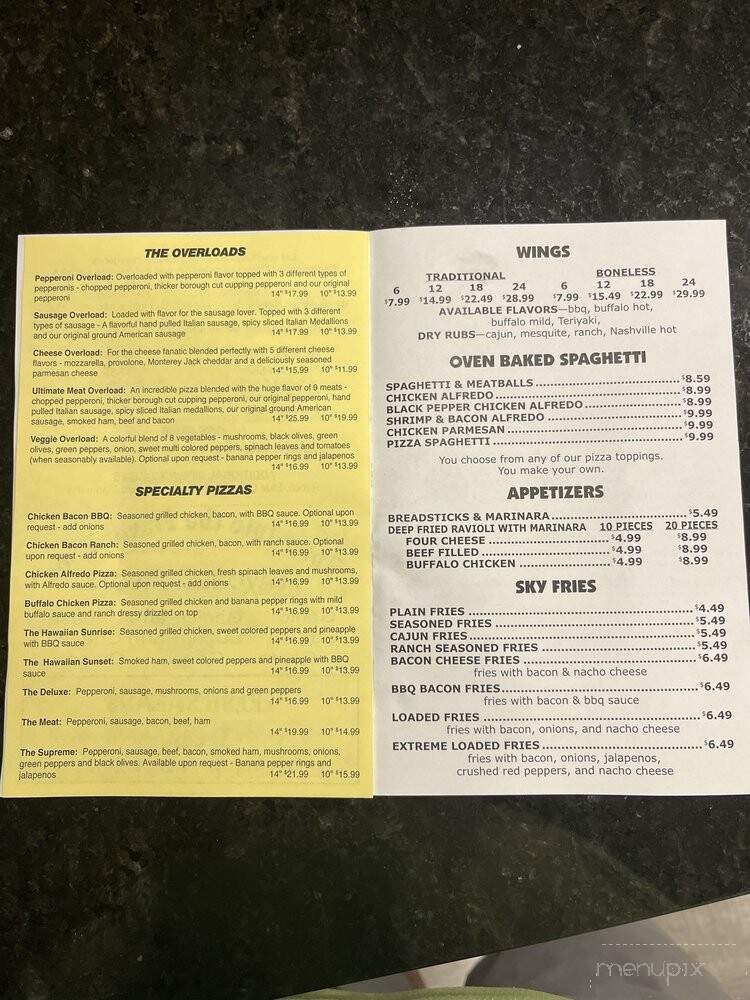 THE OVERLOADS
Pepperoni Overload: Overloaded with pepperoni flavor topped with 3 different types of
pepperonis - chopped pepperoni, thicker borough cut cupping pepperoni and our original
pepperoni 14" $17.99 10" $13.99
Sausage Overload: Loaded with flavor for the sausage lover. Topped with 3 different
types of sausage - A flavorful hand pulled Italian sausage, spicy sliced Italian Medallions
and our original ground American sausage 14" $17.99 10" $13.99
Cheese Overload: For the cheese fanatic blended perfectly with 5 different cheese
flavors - mozzarella, provolone, Monterey Jack cheddar and a deliciously seasoned
parmesan cheese 14" $15.99 10" $11.99
Ultimate Meat Overload: An incredible pizza blended with the huge flavor of 9 meats -
chopped pepperoni, thicker borough cut cupping pepperoni, our original pepperoni, hand
pulled Italian sausage, spicy sliced Italian medallions, our original ground American
sausage, smoked ham, beef and bacon 14" $25.99 10" $19.99
Veggie Overload: A colorful blend of 8 vegetables - mushrooms, black olives, green
olives, green peppers, onion, sweet multi colored peppers, spinach leaves and tomatoes
(when seasonably available). Optional upon request - banana pepper rings and jalapenos
14" $16.99 10" $13.99
SPECIALTY PIZZAS
Chicken Bacon BBQ: Seasoned grilled chicken, bacon, with BBQ sauce. Optional upon
request - add onions 14" $16.99 10" $13.99
Chicken Bacon Ranch: Seasoned grilled chicken, bacon, with ranch sauce. Optional
upon request - add onions 14" $16.99 10" $13.99
Chicken Alfredo Pizza: Seasoned grilled chicken, fresh spinach leaves and mushrooms,
with Alfredo sauce. Optional upon request - add onions 14" $16.99 10" $13.99
Buffalo Chicken Pizza: Seasoned grilled chicken and banana pepper rings with mild
buffalo sauce and ranch dressy drizzled on top 14" $16.99 10" $13.99
The Hawaiian Sunrise: Seasoned grilled chicken, sweet colored peppers and pineapple
with BBQ sauce 14" $16.99 10" $13.99
The Hawaiian Sunset: Smoked ham, sweet colored peppers and pineapple with BBQ
sauce 14" $16.99 10" $13.99
The Deluxe: Pepperoni, sausage, mushrooms, onions and green peppers
14" $16.99 10" $13.99
The Meat: Pepperoni, sausage, bacon, beef, ham
14" $19.99 10" $14.99
The Supreme: Pepperoni, sausage, beef, bacon, smoked ham, mushrooms, onions,
green peppers and black olives. Available upon request - Banana pepper rings and
jalapenos 14" $21.99 10" $15.99
WINGS
TRADITIONAL BONELESS
6 12 18 24 6 12 18 24
$7.99 $14.99 $22.49 $28.99 $7.99 $15.49 $22.99 $29.99
AVAILABLE FLAVORS—bbq, buffalo hot,
buffalo mild, Teriyaki,
DRY RUBS—cajun, mesquite, ranch, Nashville hot
OVEN BAKED SPAGHETTI
SPAGHETTI & MEATBALLS $8.59
CHICKEN ALFREDO $8.99
BLACK PEPPER CHICKEN ALFREDO $8.99
SHRIMP & BACON ALFREDO $9.99
CHICKEN PARMESAN $9.99
PIZZA SPAGHETTI $9.99
You choose from any of our pizza toppings.
You make your own.
APPETIZERS
BREADSTICKS & MARINARA $5.49
DEEP FRIED RAVIOLI WITH MARINARA 10 PIECES 20 PIECES
FOUR CHEESE $4.99 $8.99
BEEF FILLED $4.99 $8.99
BUFFALO CHICKEN $4.99 $8.99
SKY FRIES
PLAIN FRIES $4.49
SEASONED FRIES $5.49
CAJUN FRIES $5.49
RANCH SEASONED FRIES $5.49
BACON CHEESE FRIES $6.49
fries with bacon & nacho cheese
BBQ BACON FRIES $6.49
fries with bacon & bbq sauce
LOADED FRIES $6.49
fries with bacon, onions, and nacho cheese
EXTREME LOADED FRIES $6.49
fries with bacon, onions, jalapenos,
crushed red peppers, and nacho cheese
menupix